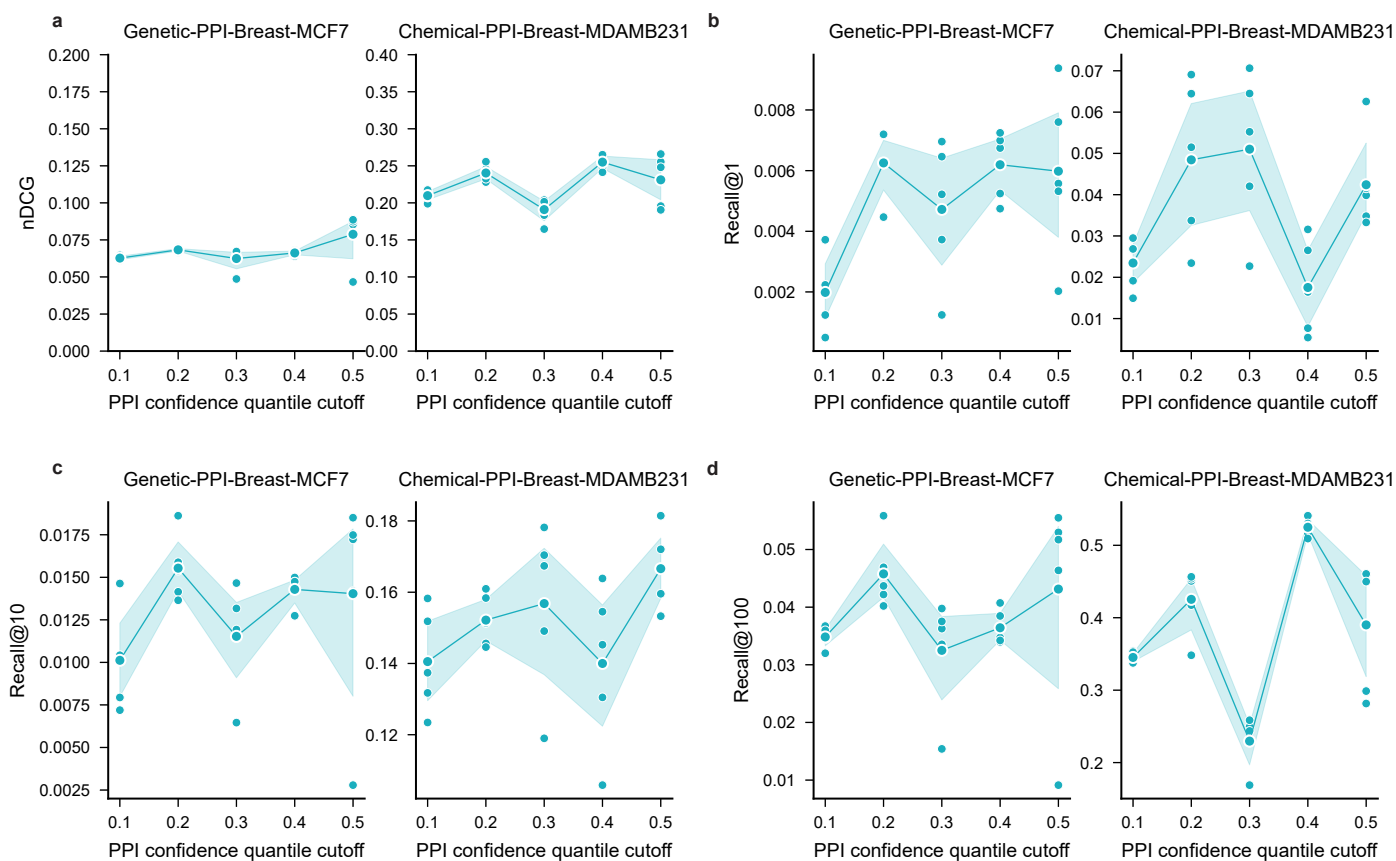 a
Genetic-PPI-Breast-MCF7
Chemical-PPI-Breast-MDAMB231
nDCG
0.200
0.175
0.150
0.125
0.100
0.075
0.050
0.025
0.000
0.1 0.2 0.3 0.4 0.5
PPI confidence quantile cutoff
0.40
0.35
0.30
0.25
0.20
0.15
0.10
0.05
0.00
0.1 0.2 0.3 0.4 0.5
PPI confidence quantile cutoff
b
Genetic-PPI-Breast-MCF7
Chemical-PPI-Breast-MDAMB231
Recall@1
0.008
0.006
0.004
0.002
0.1 0.2 0.3 0.4 0.5
PPI confidence quantile cutoff
0.07
0.06
0.05
0.04
0.03
0.02
0.01
0.1 0.2 0.3 0.4 0.5
PPI confidence quantile cutoff
c
Genetic-PPI-Breast-MCF7
Chemical-PPI-Breast-MDAMB231
Recall@10
0.0175
0.0150
0.0125
0.0100
0.0075
0.0050
0.0025
0.1 0.2 0.3 0.4 0.5
PPI confidence quantile cutoff
0.18
0.16
0.14
0.12
0.1 0.2 0.3 0.4 0.5
PPI confidence quantile cutoff
d
Genetic-PPI-Breast-MCF7
Chemical-PPI-Breast-MDAMB231
Recall@100
0.05
0.04
0.03
0.02
0.01
0.1 0.2 0.3 0.4 0.5
PPI confidence quantile cutoff
0.5
0.4
0.3
0.2
0.1 0.2 0.3 0.4 0.5
PPI confidence quantile cutoff